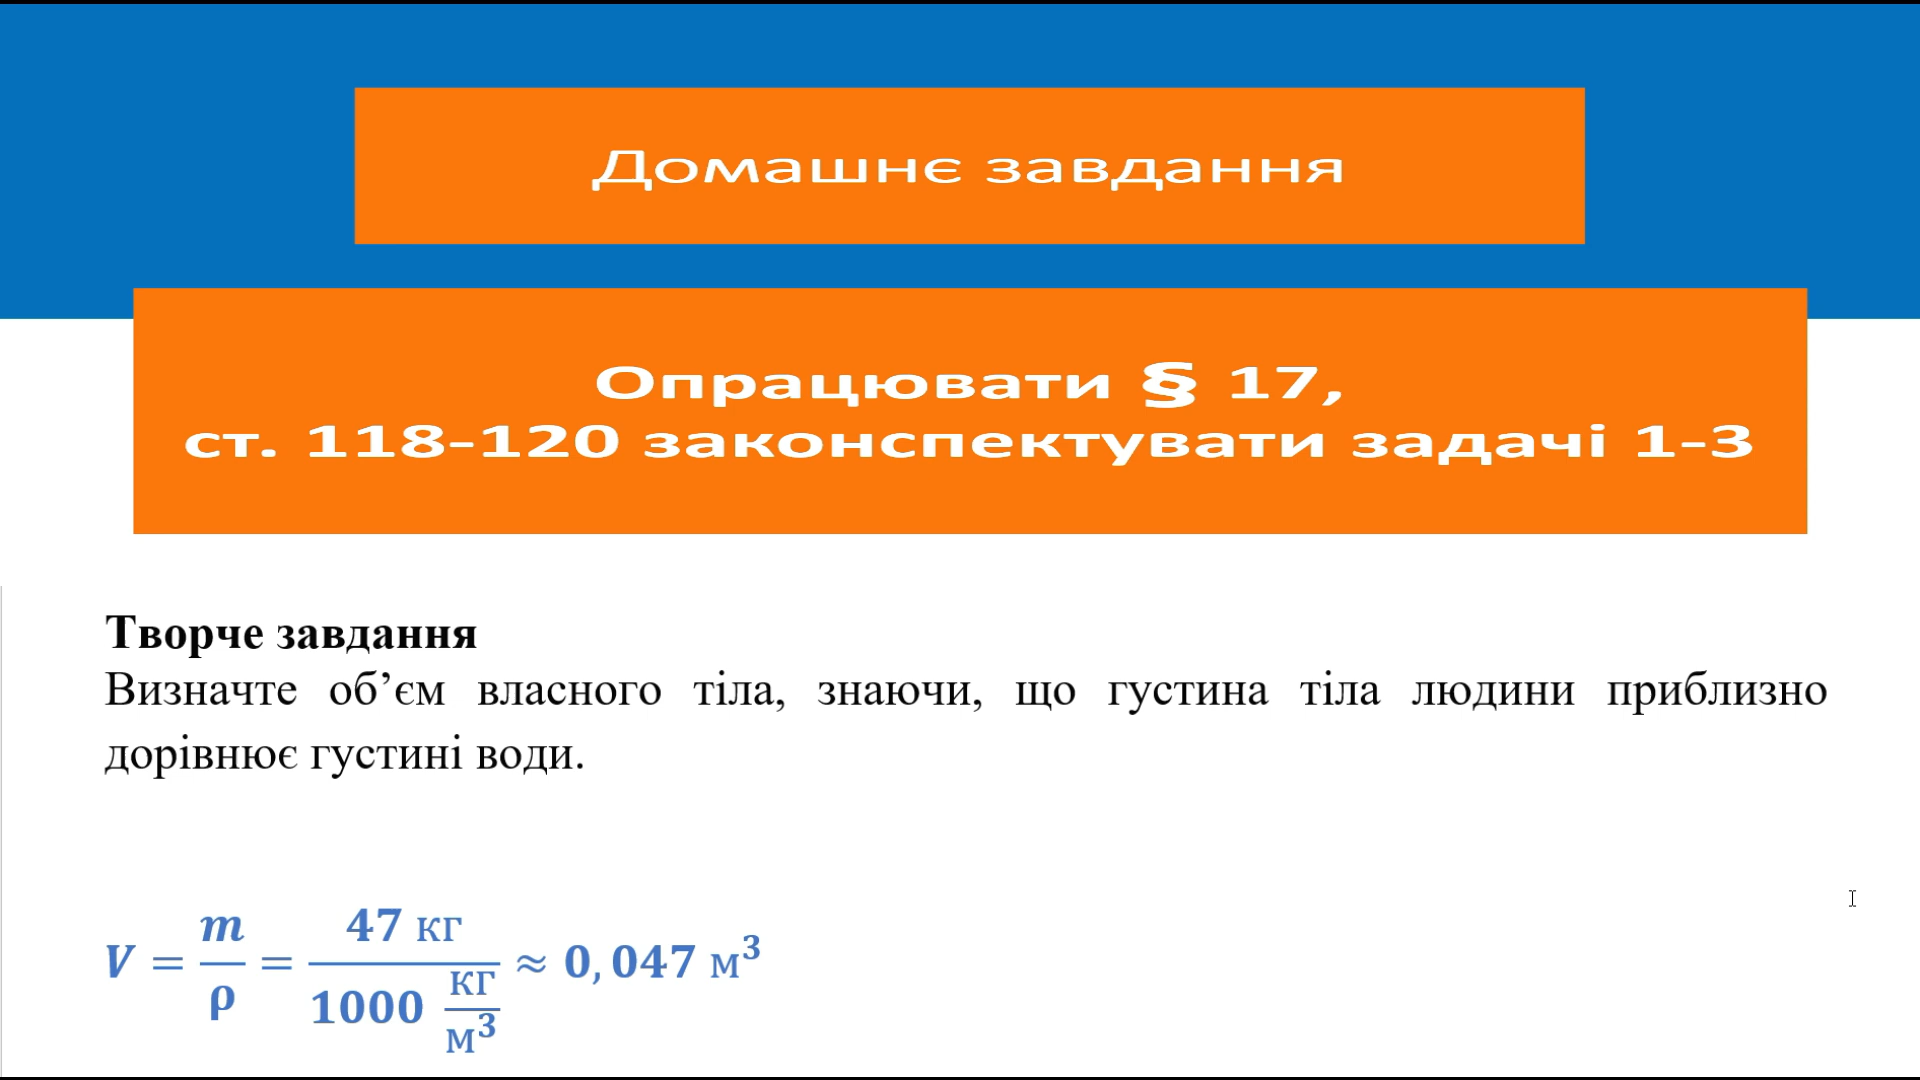 Домашнє завдання
Опрацювати § 17,
ст. 118-120 законспектувати задачі 1-3
Творче завдання
Визначте об’єм власного тіла, знаючи, що густина тіла людини приблизно
дорівнює густині води.
V = m/ρ = 47 кг / 1000 кг/м³ ≈ 0,047 м³